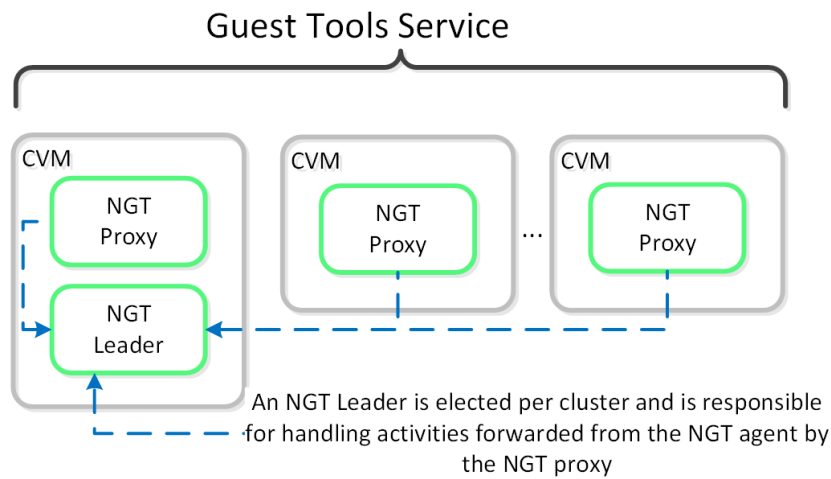 Guest Tools Service
CVM
NGT
Proxy
NGT
Leader
CVM
NGT
Proxy
...
CVM
NGT
Proxy
An NGT Leader is elected per cluster and is responsible
for handling activities forwarded from the NGT agent by
the NGT proxy